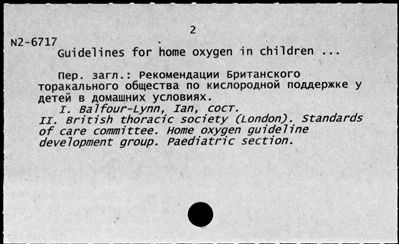 2
N2-6717
Guidelines for home oxygen in children ...
Пер. загл.: Рекомендации Британского
торакального общества по кислородной поддержке у
детей в домашних условиях.
I. Balfour-Lynn, Ian, сост.
II. British thoracic society (London). Standards
of care committee. Home oxygen guideline
development group. Paediatric section.